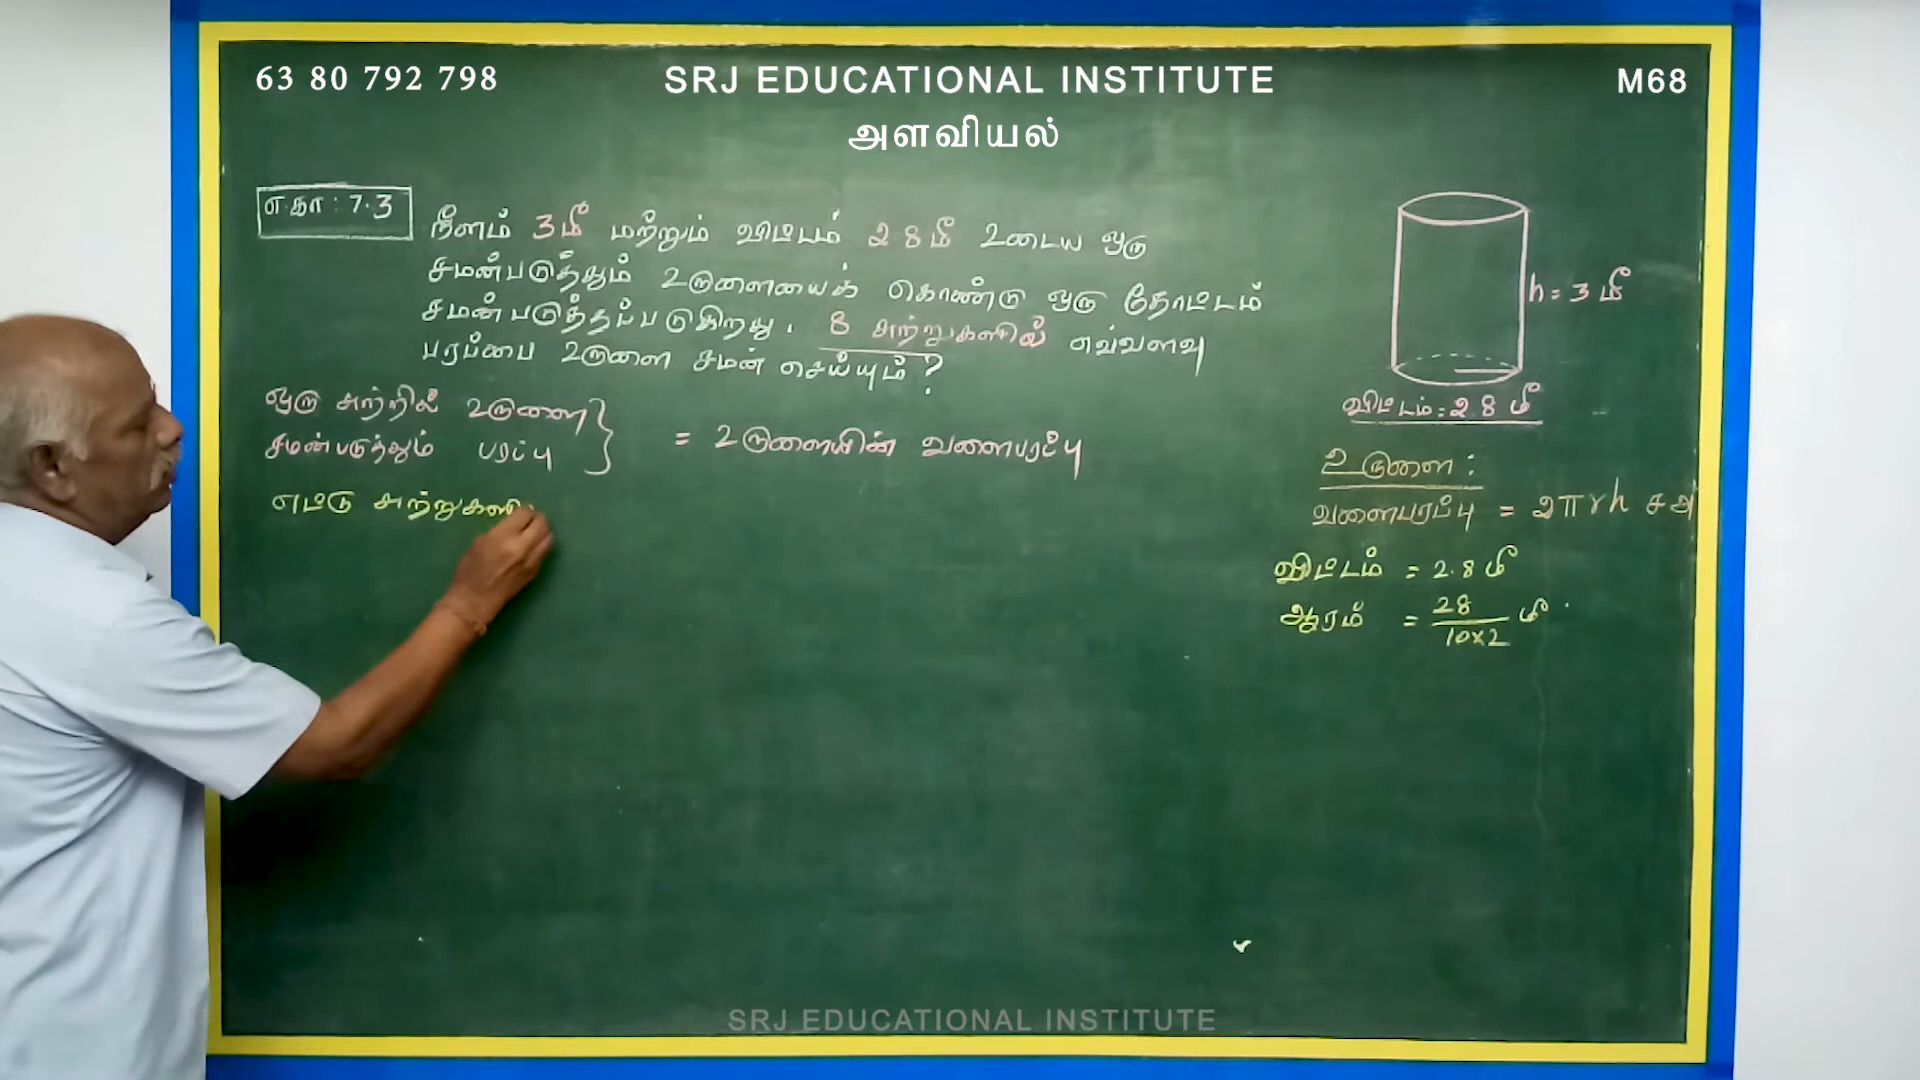 63 80 792 798
SRJ EDUCATIONAL INSTITUTE
M68
அளவியல்
எ.கா : 7.3
நீளம் 3மீ மற்றும் விட்டம் 2.8மீ உடைய ஒரு
சமன்படுத்தும் உருளையைக் கொண்டு ஒரு தோட்டம்
சமன்படுத்தப்படுகிறது. 8 சுற்றுகளில் எவ்வளவு
பரப்பை உருளை சமன் செய்யும்?
h = 3 மீ
விட்டம் = 2.8 மீ
ஒரு சுற்றில் உருளை
சமன்படுத்தும் பரப்பு } = உருளையின் வளைபரப்பு
எட்டு சுற்றுகளி
உருளை :
வளைபரப்பு = 2πrh ச அ
விட்டம் = 2.8 மீ
ஆரம் = 28/10×2 மீ
SRJ EDUCATIONAL INSTITUTE